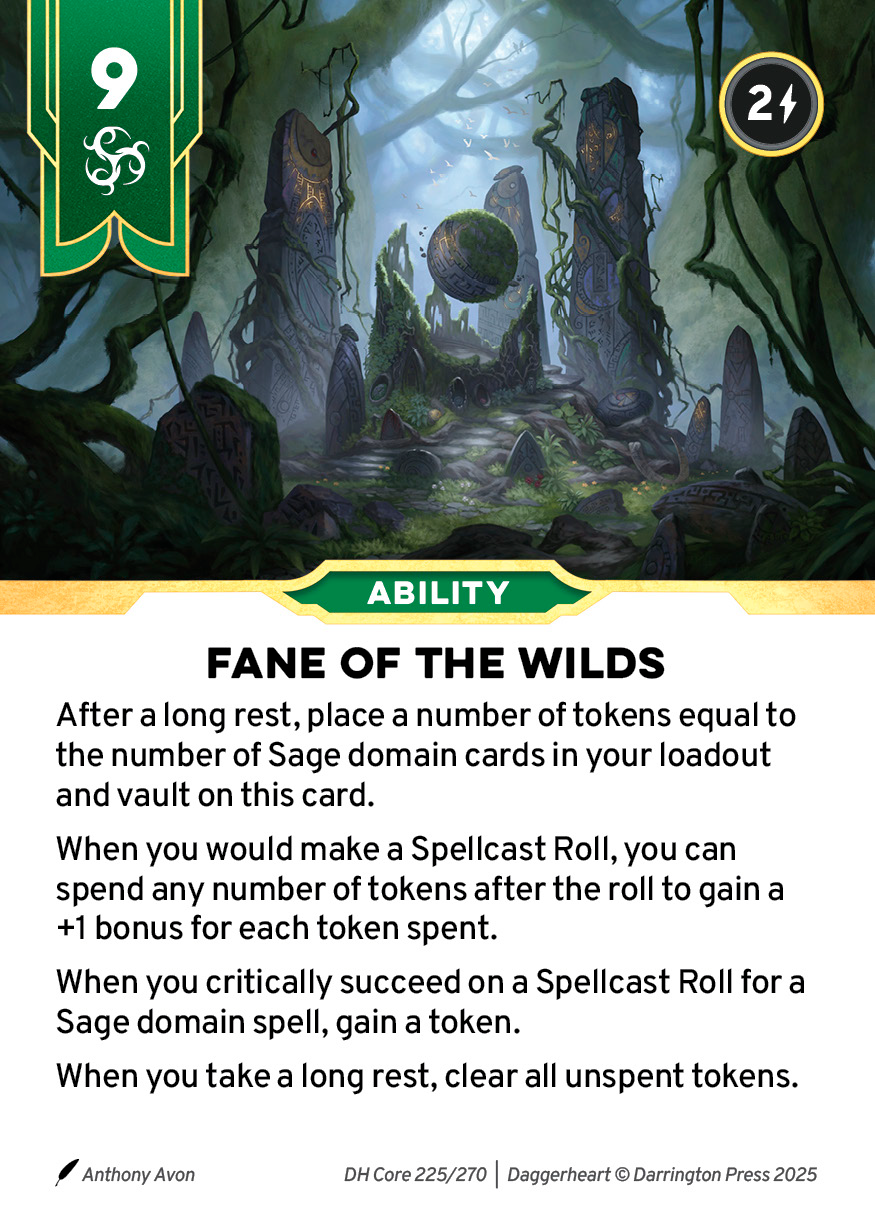 9
2
ABILITY
FANE OF THE WILDS
After a long rest, place a number of tokens equal to
the number of Sage domain cards in your loadout
and vault on this card.
When you would make a Spellcast Roll, you can
spend any number of tokens after the roll to gain a
+1 bonus for each token spent.
When you critically succeed on a Spellcast Roll for a
Sage domain spell, gain a token.
When you take a long rest, clear all unspent tokens.
Anthony Avon
DH Core 225/270 | Daggerheart © Darrington Press 2025